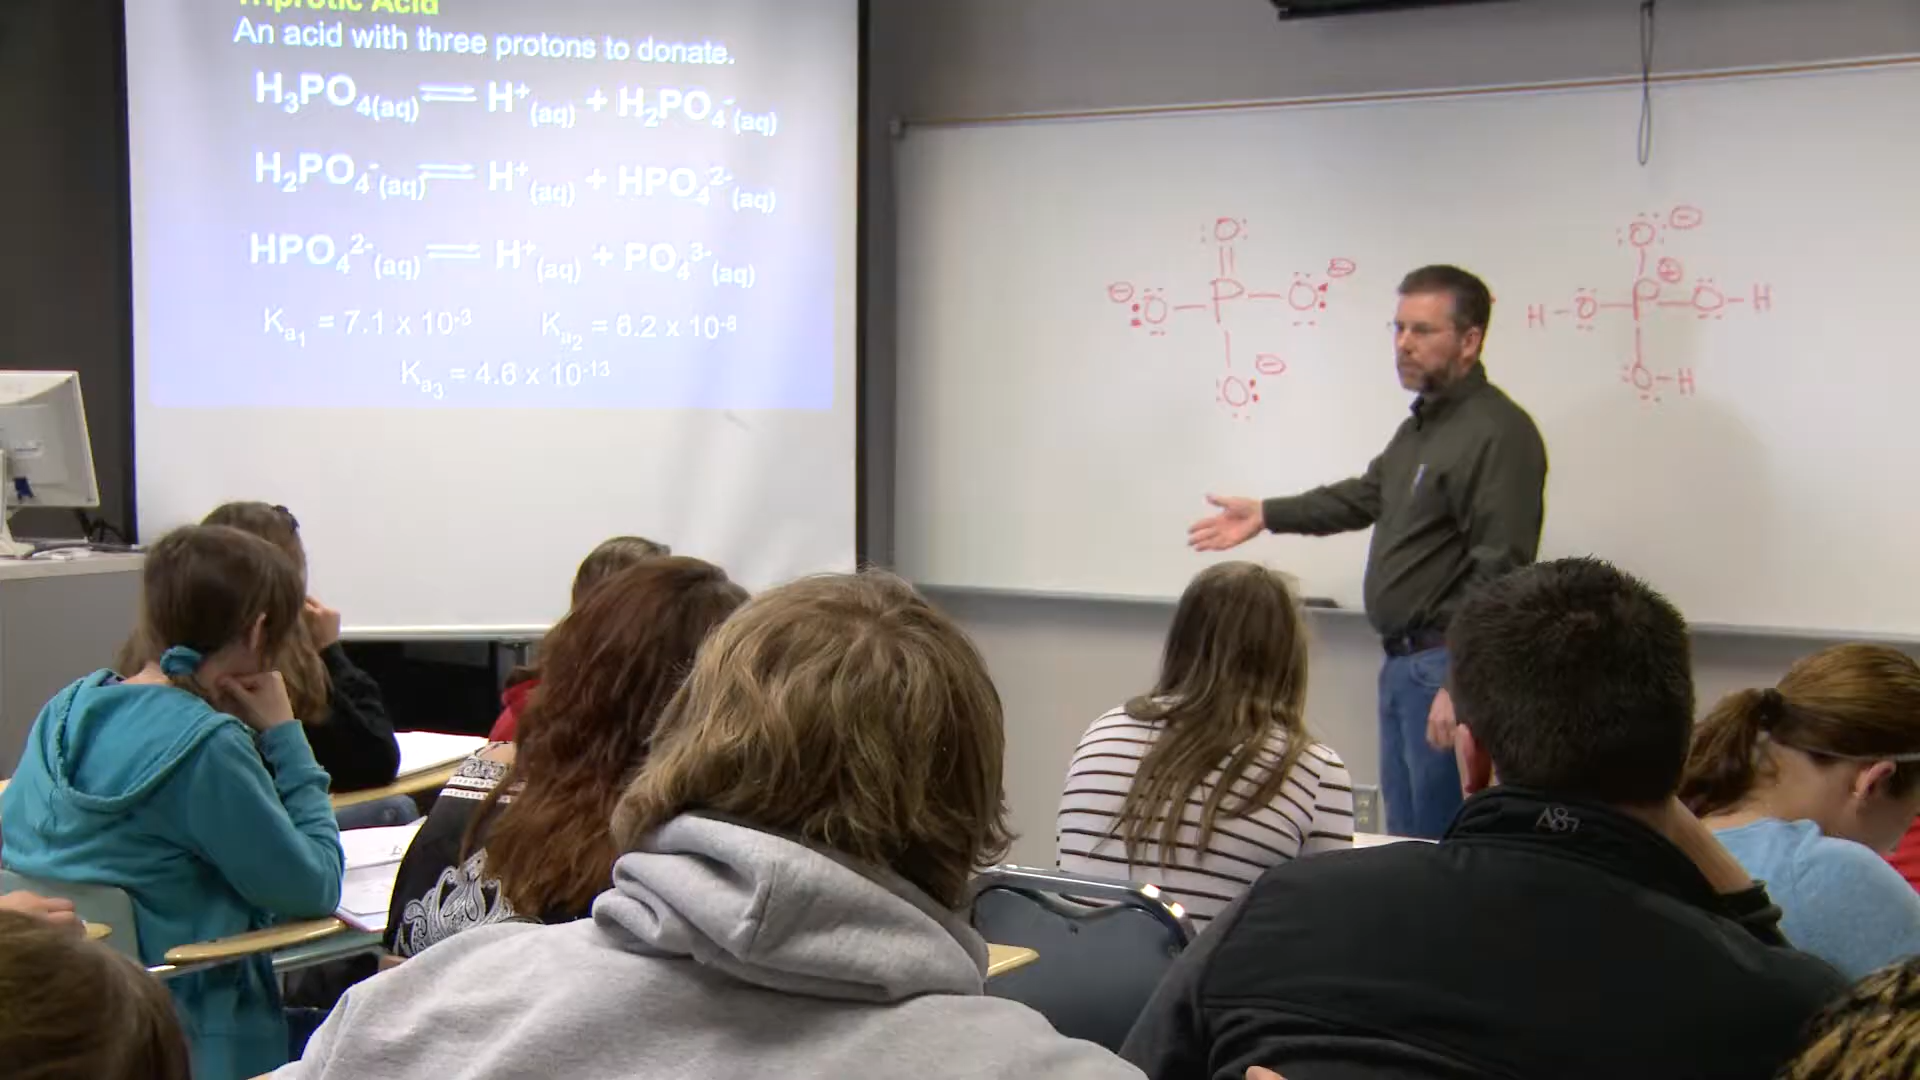 Triprotic Acid
An acid with three protons to donate.
H₃PO₄(aq) ⇌ H⁺(aq) + H₂PO₄⁻(aq)
H₂PO₄⁻(aq) ⇌ H⁺(aq) + HPO₄²⁻(aq)
HPO₄²⁻(aq) ⇌ H⁺(aq) + PO₄³⁻(aq)
Ka₁ = 7.1 x 10⁻³ Ka₂ = 6.2 x 10⁻⁸
Ka₃ = 4.6 x 10⁻¹³
O
⊖ O P O ⊖
O ⊖
O ⊖
H O P ⊕ O H
O H
A87